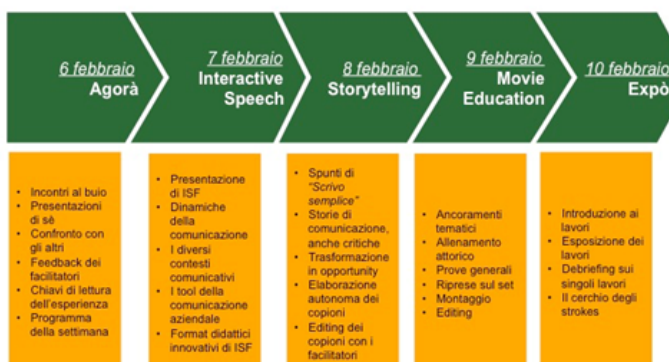 6 febbraio
Agorà
7 febbraio
Interactive
Speech
8 febbraio
Storytelling
9 febbraio
Movie
Education
10 febbraio
Expò
• Incontri al buio
• Presentazioni
di sè
• Confronto con
gli altri
• Feedback dei
facilitatori
• Chiavi di lettura
dell'esperienza
• Programma
della settimana
• Presentazione
di ISF
• Dinamiche
della
comunicazione
• I diversi
contesti
comunicativi
• I tool della
comunicazione
aziendale
• Format didattici
innovativi di ISF
• Spunti di
"Scrivo
semplice"
• Storie di
comunicazione,
anche critiche
• Trasformazione
in opportunity
• Elaborazione
autonoma dei
copioni
• Editing dei
copioni con i
facilitatori
• Ancoramenti
tematici
• Allenamento
attorico
• Prove generali
• Riprese sul set
• Montaggio
• Editing
• Introduzione ai
lavori
• Esposizione dei
lavori
• Debriefing sui
singoli lavori
• Il cerchio degli
strokes